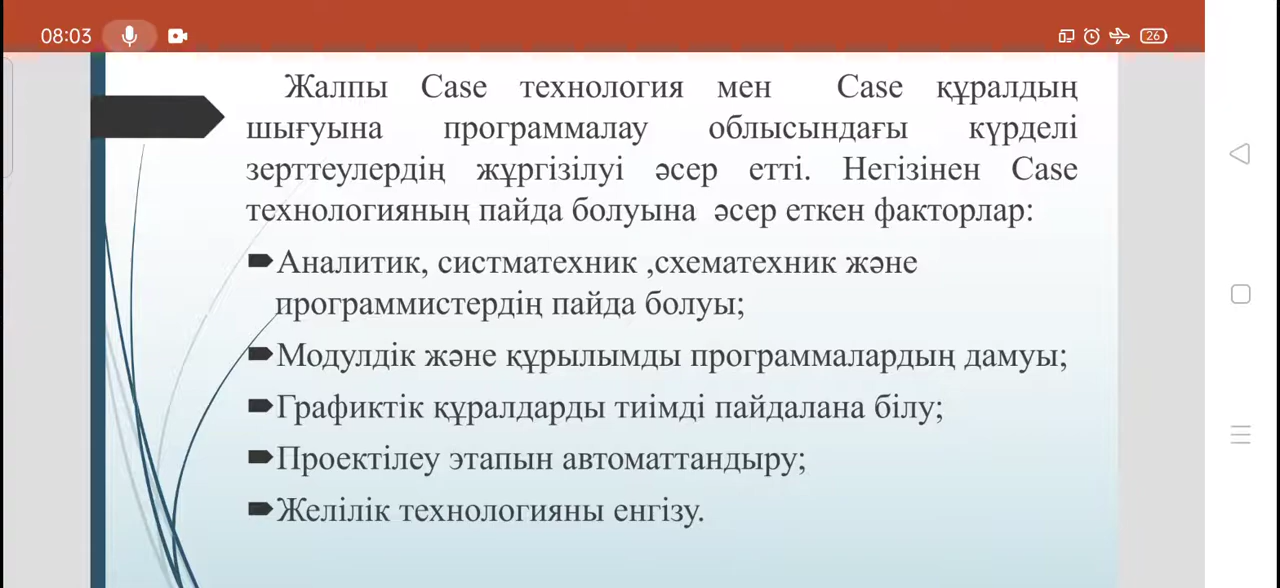 08:03
26
Жалпы Case технология мен Case құралдың
шығуына программалау облысындағы күрделі
зерттеулердің жұргізілуі әсер етті. Негізінен Case
технологияның пайда болуына әсер еткен факторлар:
Аналитик, систматехник ,схематехник және
программистердің пайда болуы;
Модулдік және құрылымды программалардың дамуы;
Графиктік құралдарды тиімді пайдалана білу;
Проектілеу этапын автоматтандыру;
Желілік технологияны енгізу.